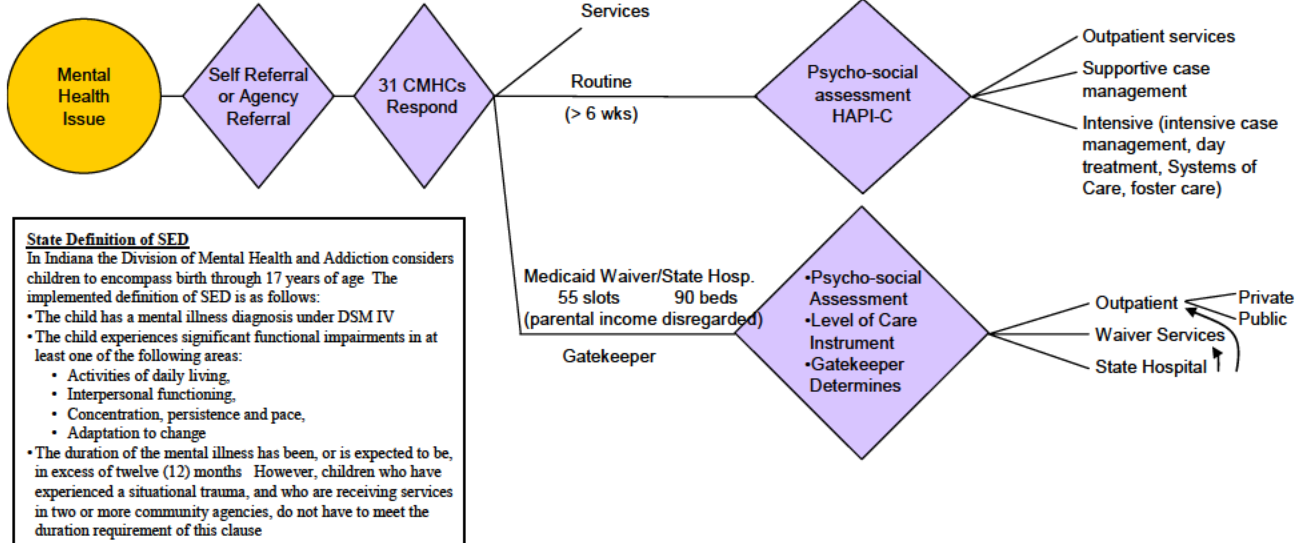 Mental
Health
Issue
Self Referral
or Agency
Referral
31 CMHCs
Respond
Services
Routine
(> 6 wks)
Psycho-social
assessment
HAPI-C
Outpatient services
Supportive case
management
Intensive (intensive case
management, day
treatment, Systems of
Care, foster care)
Medicaid Waiver/State Hosp.
55 slots 90 beds
(parental income disregarded)
Gatekeeper
•Psycho-social
Assessment
•Level of Care
Instrument
•Gatekeeper
Determines
Outpatient
Private
Public
Waiver Services
State Hospital
State Definition of SED
In Indiana the Division of Mental Health and Addiction considers
children to encompass birth through 17 years of age The
implemented definition of SED is as follows:
• The child has a mental illness diagnosis under DSM IV
• The child experiences significant functional impairments in at
least one of the following areas:
• Activities of daily living,
• Interpersonal functioning,
• Concentration, persistence and pace,
• Adaptation to change
• The duration of the mental illness has been, or is expected to be,
in excess of twelve (12) months However, children who have
experienced a situational trauma, and who are receiving services
in two or more community agencies, do not have to meet the
duration requirement of this clause